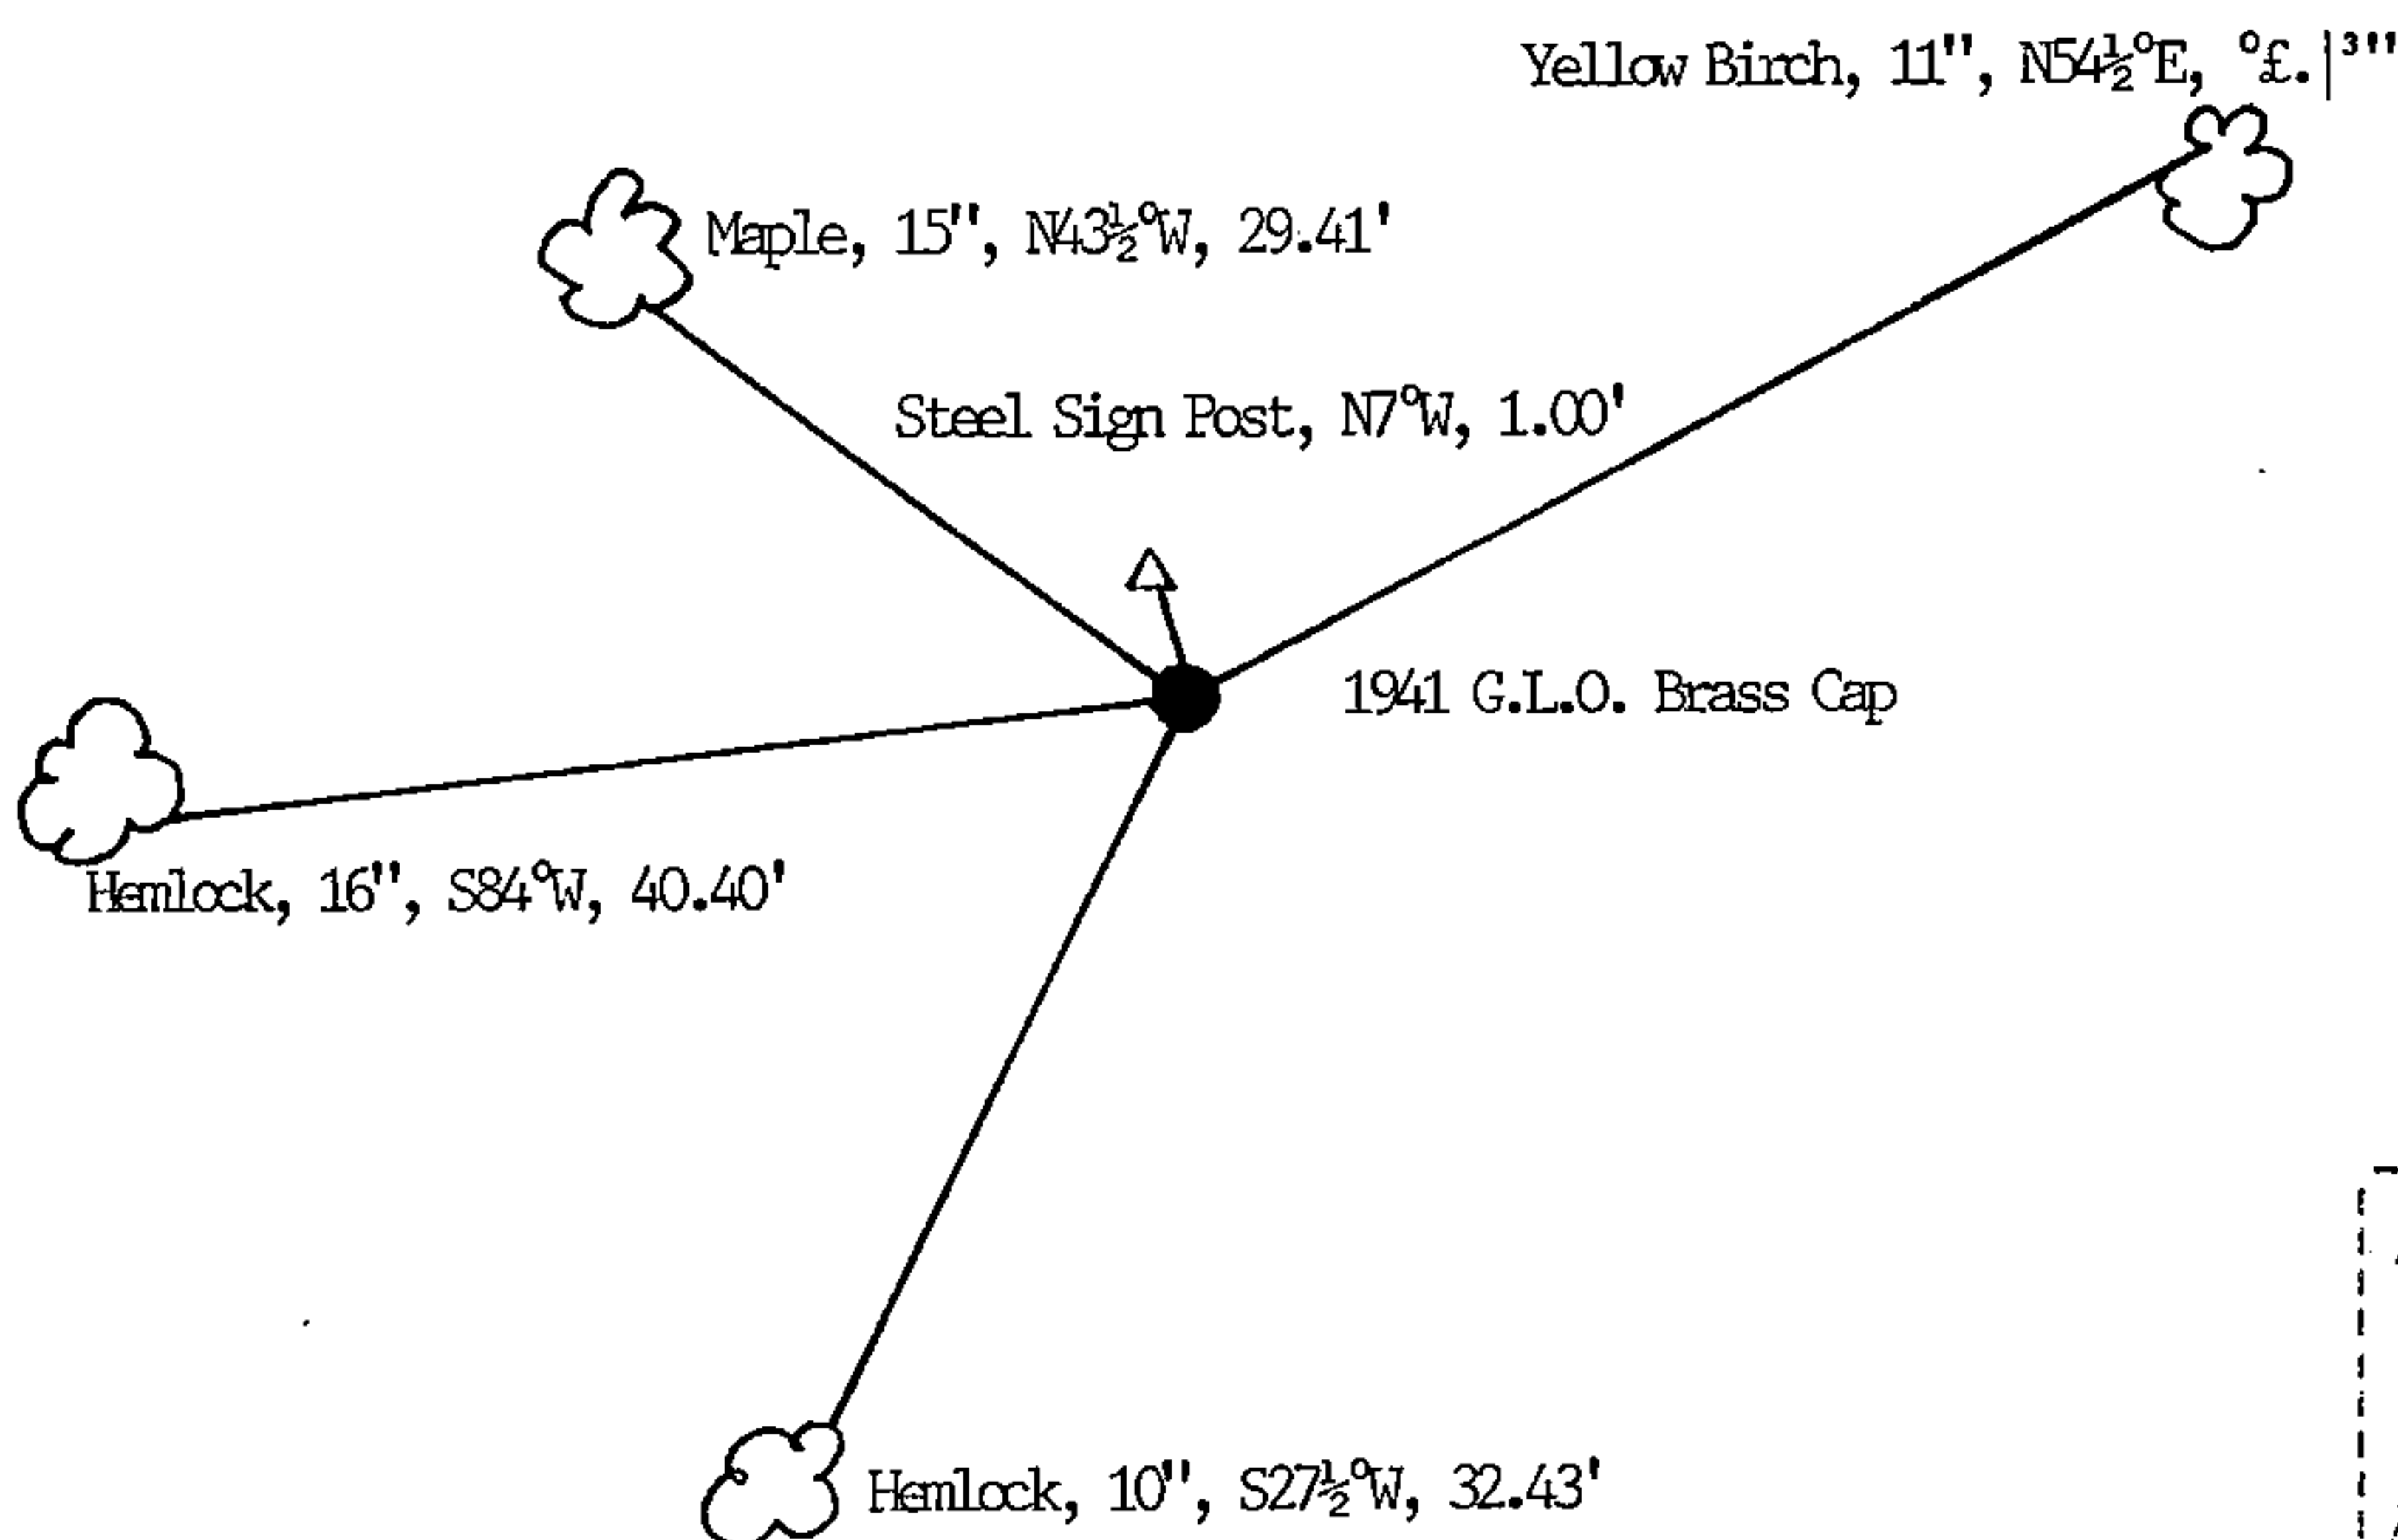 Yellow Birch, 11", N54½°E,
Maple, 15", N43½°W, 29.41'
Steel Sign Post, N7°W, 1.00'
1941 G.L.O. Brass Cap
Hemlock, 16", S84°W, 40.40'
Hemlock, 10", S27½°W, 32.43'